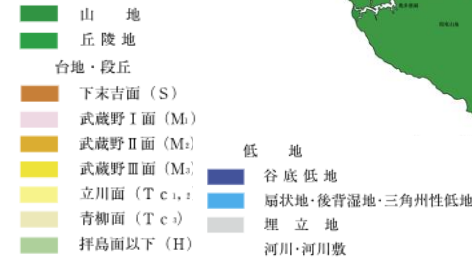 山　地
丘 陵 地
台地・段丘
下末吉面（S）
武蔵野Ⅰ面（M₁）
武蔵野Ⅱ面（M₂）
武蔵野Ⅲ面（M₃）
立川面（Tc₁,₂
青柳面（Tc₃）
拝島面以下（H）
低　地
谷 底 低 地
扇状地・後背湿地・三角州性低地
埋 立 地
河川・河川敷